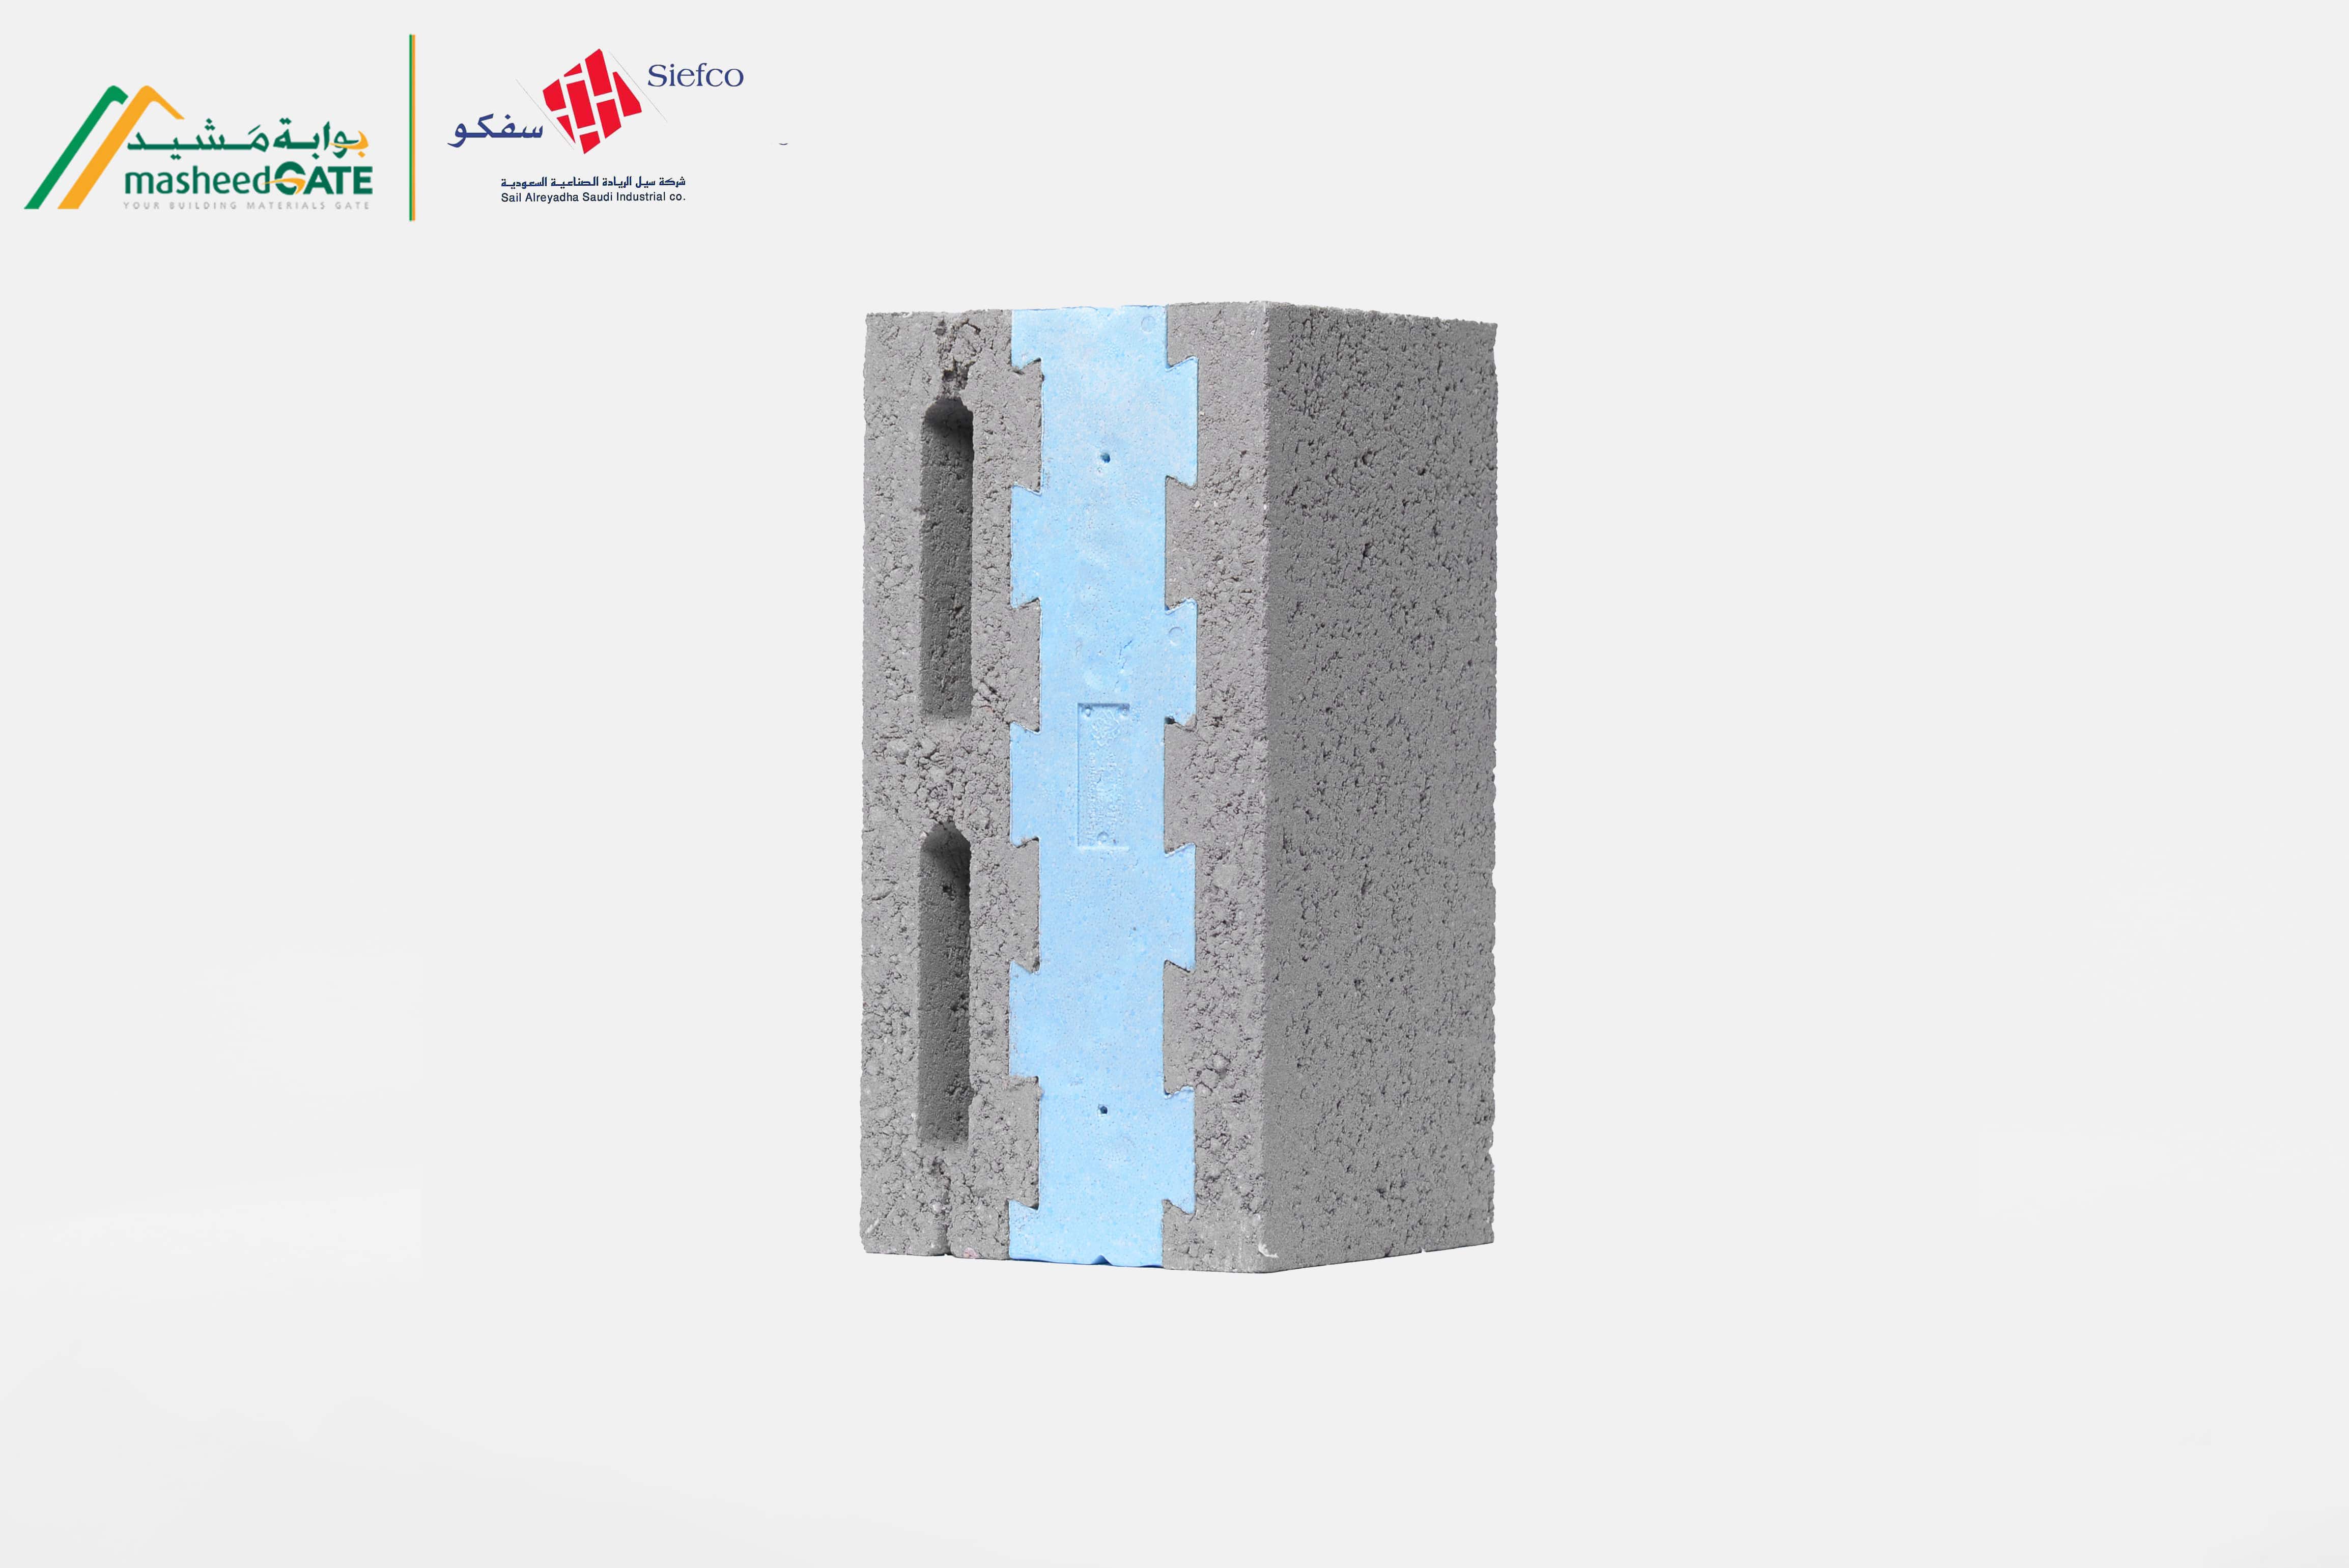 بوابة مَشيد
masheedGATE
YOUR BUILDING MATERIALS GATE
Siefco
سفكو
شركة سيل الريادة الصناعية السعودية
Sail Alreyadha Saudi Industrial co.